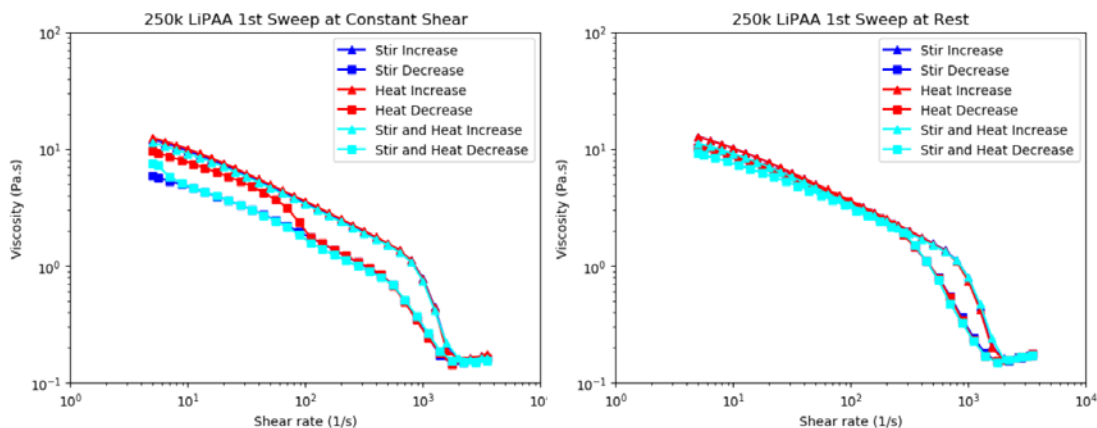 250k LiPAA 1st Sweep at Constant Shear
10²
10¹
10⁰
10⁻¹
Viscosity (Pa.s)
Stir Increase
Stir Decrease
Heat Increase
Heat Decrease
Stir and Heat Increase
Stir and Heat Decrease
10⁰
10¹
10²
10³
Shear rate (1/s)
250k LiPAA 1st Sweep at Rest
10²
10¹
10⁰
10⁻¹
Viscosity (Pa.s)
Stir Increase
Stir Decrease
Heat Increase
Heat Decrease
Stir and Heat Increase
Stir and Heat Decrease
10⁰
10¹
10²
10³
10⁴
Shear rate (1/s)